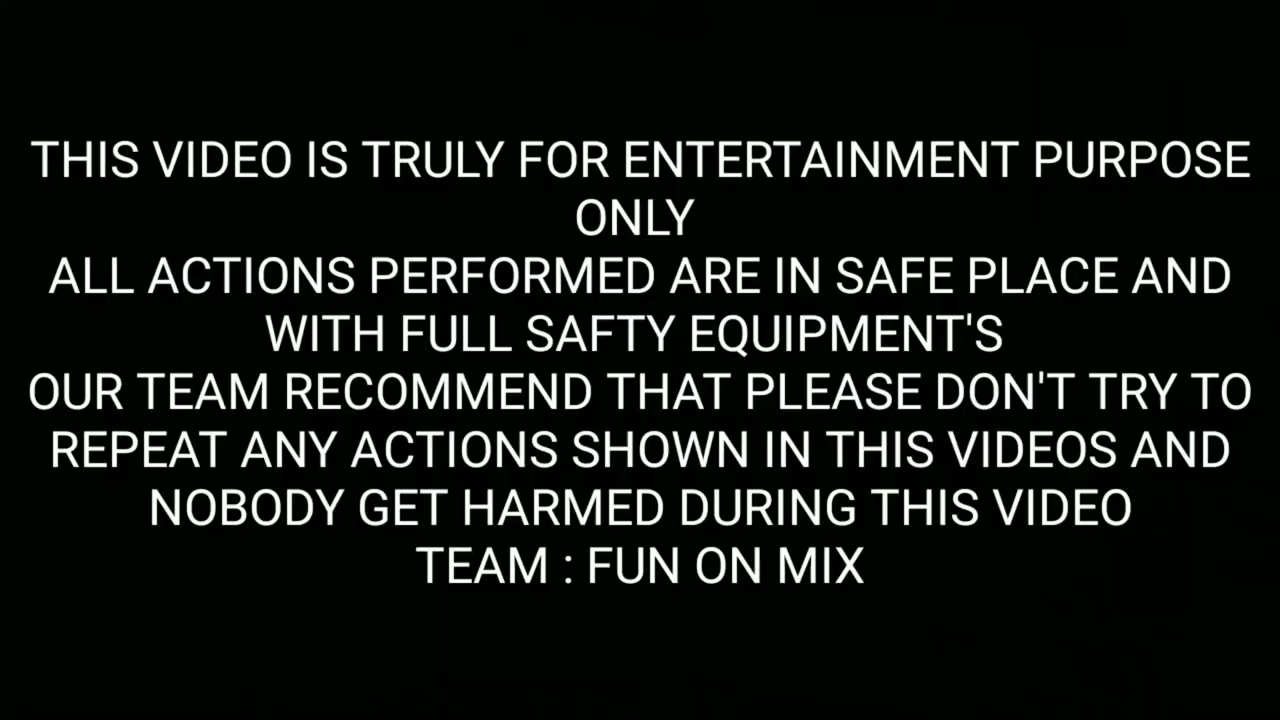 THIS VIDEO IS TRULY FOR ENTERTAINMENT PURPOSE
ONLY
ALL ACTIONS PERFORMED ARE IN SAFE PLACE AND
WITH FULL SAFTY EQUIPMENT'S
OUR TEAM RECOMMEND THAT PLEASE DON'T TRY TO
REPEAT ANY ACTIONS SHOWN IN THIS VIDEOS AND
NOBODY GET HARMED DURING THIS VIDEO
TEAM : FUN ON MIX